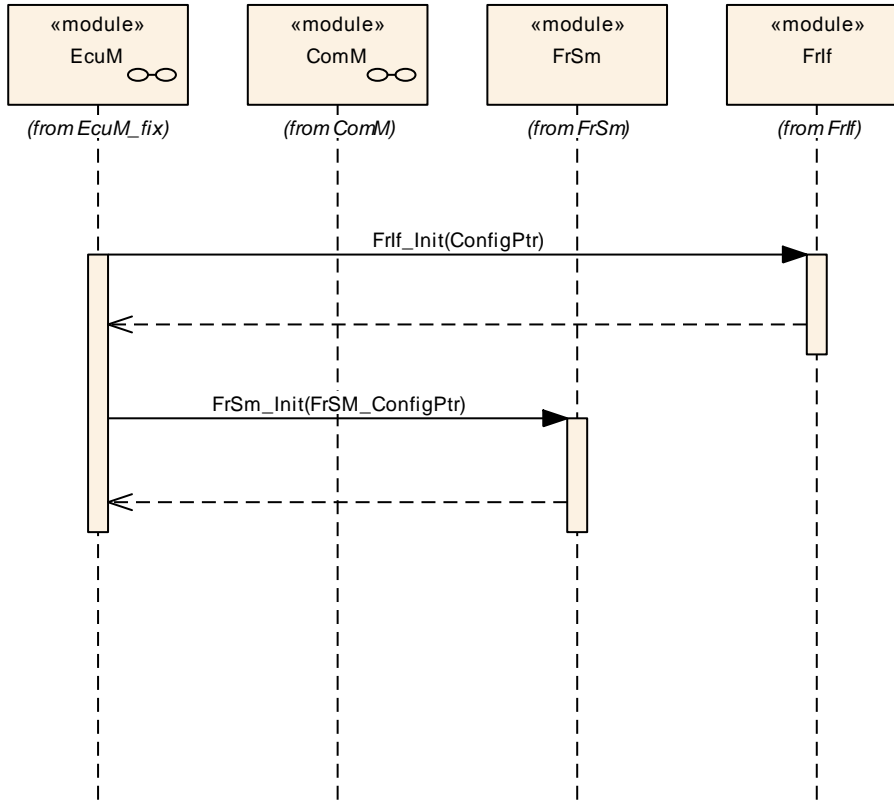 «module»
EcuM
«module»
ComM
«module»
FrSm
«module»
FrIf
(from EcuM_fix)
(from ComM)
(from FrSm)
(from FrIf)
FrIf_Init(ConfigPtr)
FrSm_Init(FrSM_ConfigPtr)